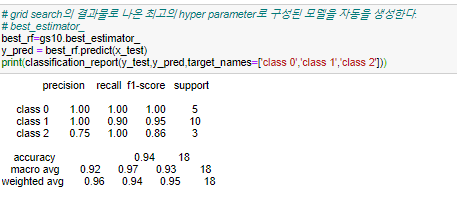 # grid search의 결과물로 나온 최고의 hyper parameter로 구성된 모델을 자동을 생성한다.
# best_estimator_
best_rf=gs10.best_estimator_
y_pred = best_rf.predict(x_test)
print(classification_report(y_test,y_pred,target_names=['class 0','class 1','class 2']))
precision recall f1-score support
class 0 1.00 1.00 1.00 5
class 1 1.00 0.90 0.95 10
class 2 0.75 1.00 0.86 3
accuracy 0.94 18
macro avg 0.92 0.97 0.93 18
weighted avg 0.96 0.94 0.95 18